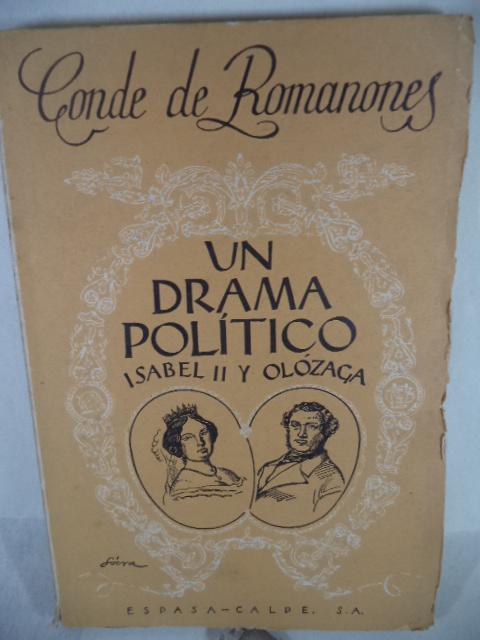 Conde de Romanones
UN
DRAMA
POLÍTICO
ISABEL II Y OLÓZAGA
ESPASA-CALPE, S.A.